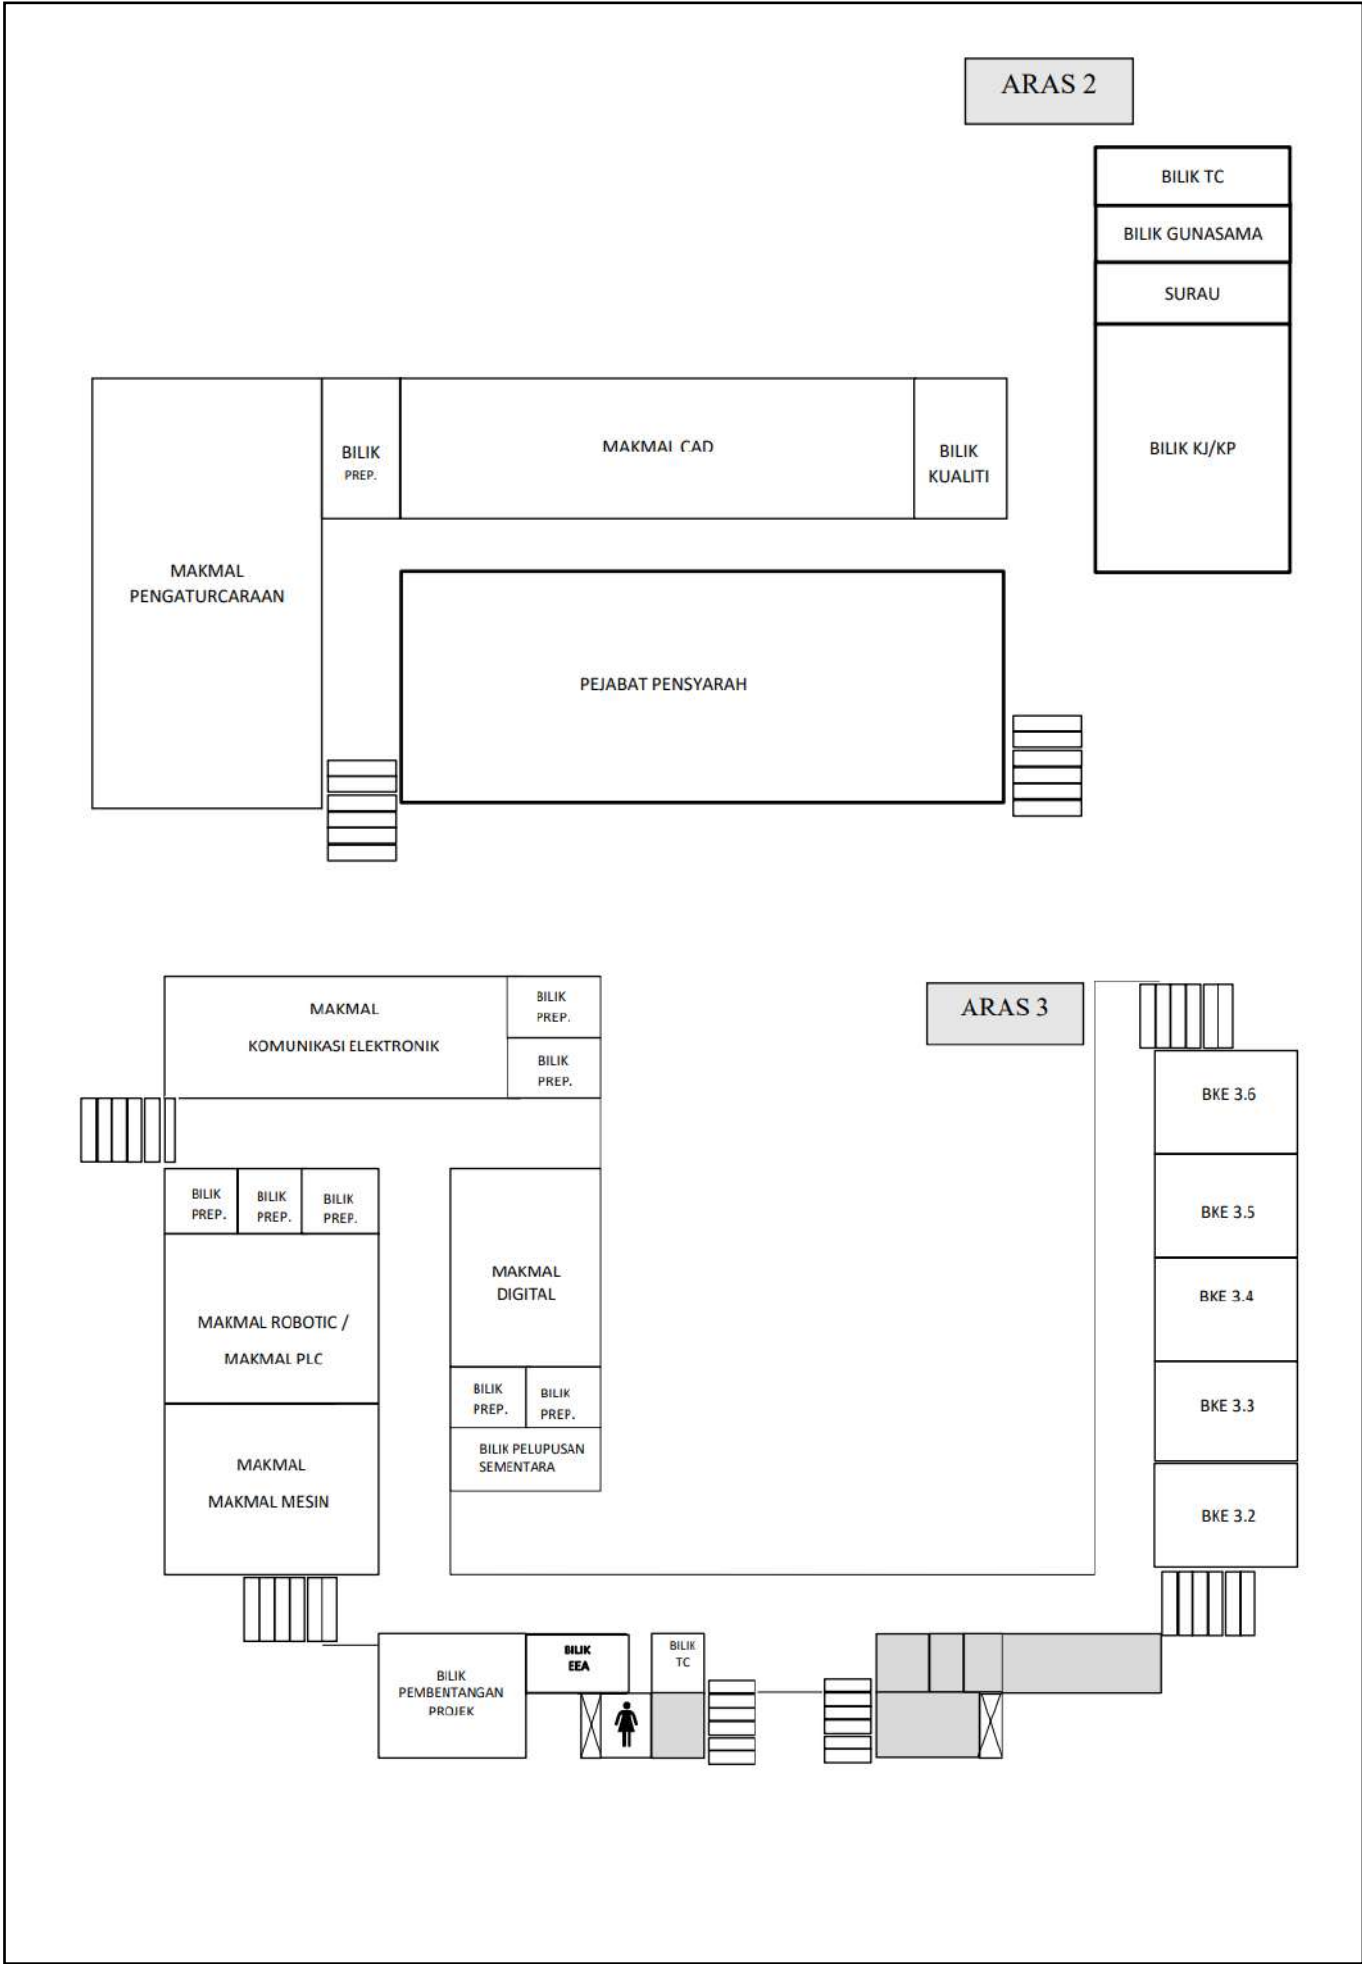 ARAS 2
BILIK TC
BILIK GUNASAMA
SURAU
BILIK KJ/KP
MAKMAL
PENGATURCARAAN
BILIK
PREP.
MAKMAL CAD
BILIK
KUALITI
PEJABAT PENSYARAH
ARAS 3
MAKMAL
KOMUNIKASI ELEKTRONIK
BILIK
PREP.
BILIK
PREP.
BILIK
PREP.
BILIK
PREP.
BILIK
PREP.
MAKMAL ROBOTIC /
MAKMAL PLC
MAKMAL
MAKMAL MESIN
MAKMAL
DIGITAL
BILIK
PREP.
BILIK
PREP.
BILIK PELUPUSAN
SEMENTARA
BKE 3.6
BKE 3.5
BKE 3.4
BKE 3.3
BKE 3.2
BILIK
PEMBENTANGAN
PROJEK
BILIK
EEA
BILIK
TC